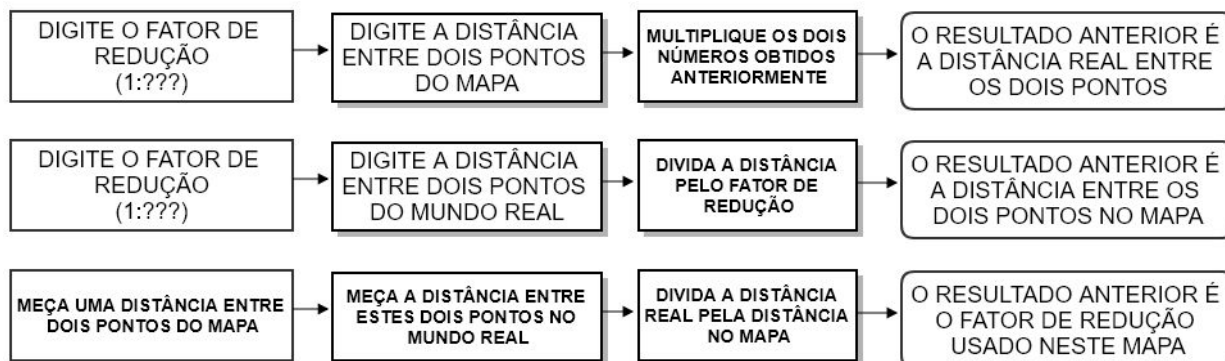 DIGITE O FATOR DE
REDUÇÃO
(1:???)
DIGITE A DISTÂNCIA
ENTRE DOIS PONTOS
DO MAPA
MULTIPLIQUE OS DOIS
NÚMEROS OBTIDOS
ANTERIORMENTE
O RESULTADO ANTERIOR É
A DISTÂNCIA REAL ENTRE
OS DOIS PONTOS
DIGITE O FATOR DE
REDUÇÃO
(1:???)
DIGITE A DISTÂNCIA
ENTRE DOIS PONTOS
DO MUNDO REAL
DIVIDA A DISTÂNCIA
PELO FATOR DE
REDUÇÃO
O RESULTADO ANTERIOR É
A DISTÂNCIA ENTRE OS
DOIS PONTOS NO MAPA
MEÇA UMA DISTÂNCIA ENTRE
DOIS PONTOS DO MAPA
MEÇA A DISTÂNCIA ENTRE
ESTES DOIS PONTOS NO
MUNDO REAL
DIVIDA A DISTÂNCIA
REAL PELA DISTÂNCIA
NO MAPA
O RESULTADO ANTERIOR É
O FATOR DE REDUÇÃO
USADO NESTE MAPA